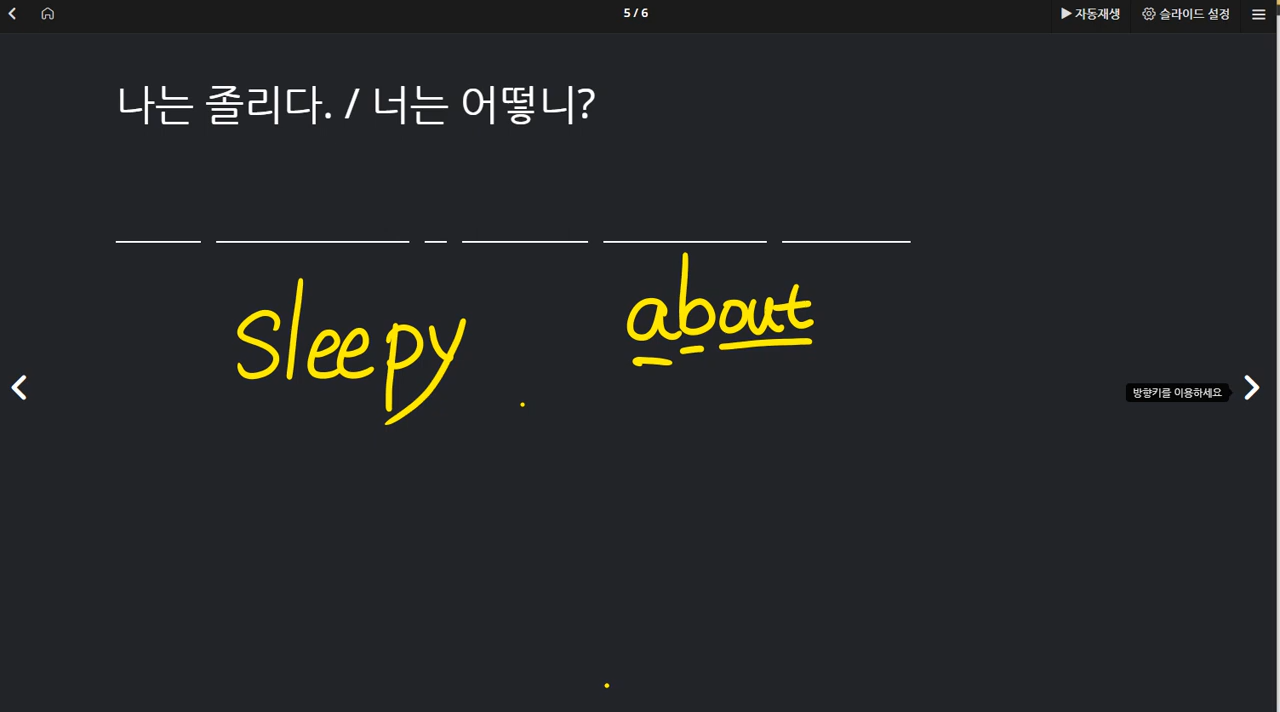 5 / 6
▶ 자동재생
슬라이드 설정
나는 졸리다. / 너는 어떻니?
sleepy
about
방향키를 이용하세요